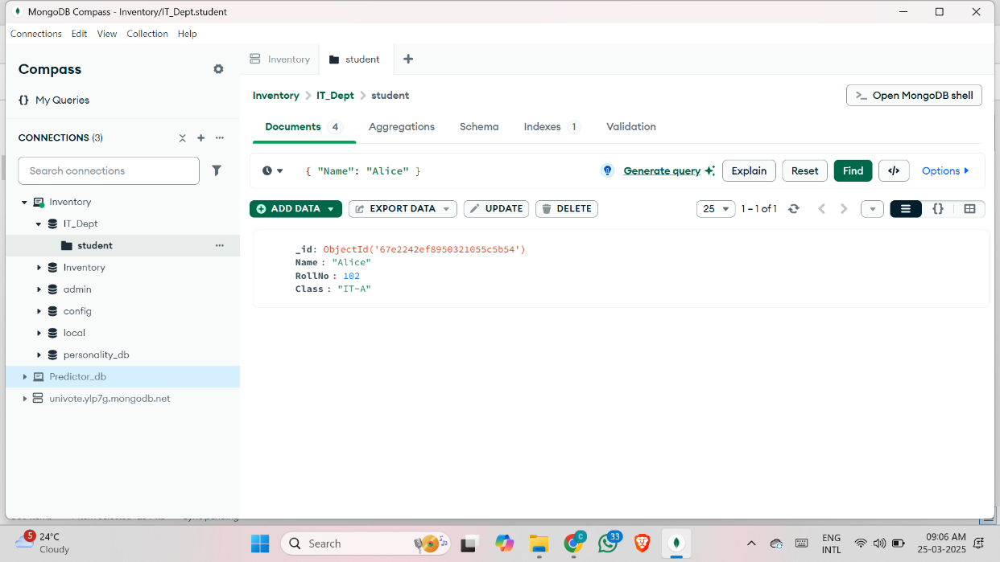 MongoDB Compass - Inventory/IT_Dept.student
Connections Edit View Collection Help
Compass
{} My Queries
CONNECTIONS (3)
Search connections
Inventory
IT_Dept
student
Inventory
admin
config
local
personality_db
Predictor_db
univote.ylp7g.mongodb.net
Inventory student
Inventory > IT_Dept > student
>_ Open MongoDB shell
Documents 4 Aggregations Schema Indexes 1 Validation
{ "Name": "Alice" }
Generate query Explain Reset Find </> Options
ADD DATA EXPORT DATA UPDATE DELETE
25 1 – 1 of 1 {}
_id: ObjectId('67e2242ef8950321055c5b54')
Name : "Alice"
RollNo : 102
Class : "IT-A"
5 24°C
Cloudy
Search
C
33
ENG
INTL
09:06 AM
25-03-2025